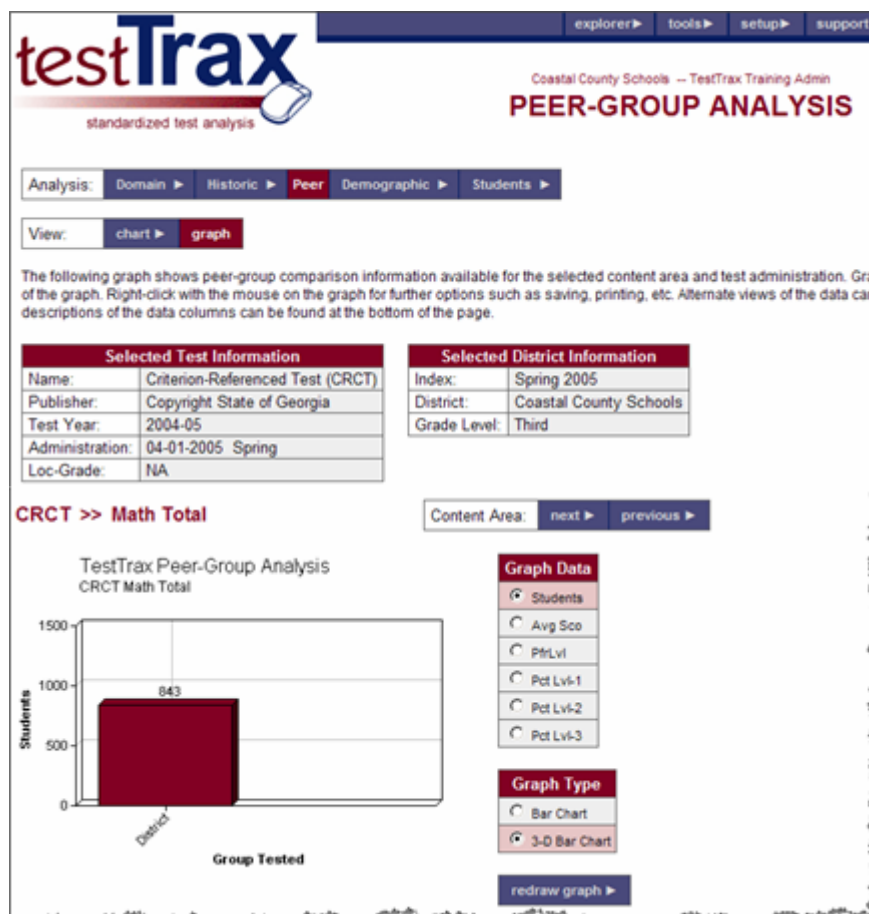 explorer▶ tools▶ setup▶ support
testTrax
standardized test analysis
Coastal County Schools -- TestTrax Training Admin
PEER-GROUP ANALYSIS
Analysis: Domain ▶ Historic ▶ Peer Demographic ▶ Students ▶
View: chart ▶ graph
The following graph shows peer-group comparison information available for the selected content area and test administration. Gra
of the graph. Right-click with the mouse on the graph for further options such as saving, printing, etc. Alternate views of the data ca
descriptions of the data columns can be found at the bottom of the page.
Selected Test Information
Name: Criterion-Referenced Test (CRCT)
Publisher: Copyright State of Georgia
Test Year: 2004-05
Administration: 04-01-2005 Spring
Loc-Grade: NA
Selected District Information
Index: Spring 2005
District: Coastal County Schools
Grade Level: Third
CRCT >> Math Total
Content Area: next ▶ previous ▶
TestTrax Peer-Group Analysis
CRCT Math Total
1500
1000
500
0
843
Students
District
Group Tested
Graph Data
Students
Avg Sco
PfrLvl
Pct Lvl-1
Pct Lvl-2
Pct Lvl-3
Graph Type
Bar Chart
3-D Bar Chart
redraw graph ▶